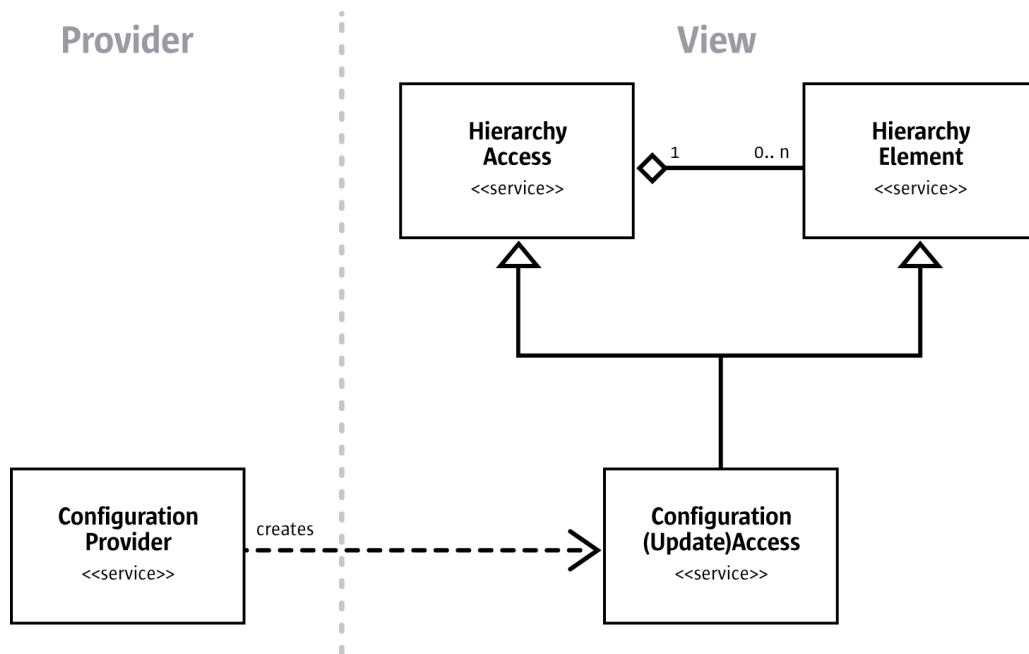 Provider
View
Hierarchy
Access
<<service>>
1
0.. n
Hierarchy
Element
<<service>>
Configuration
Provider
<<service>>
creates
Configuration
(Update)Access
<<service>>